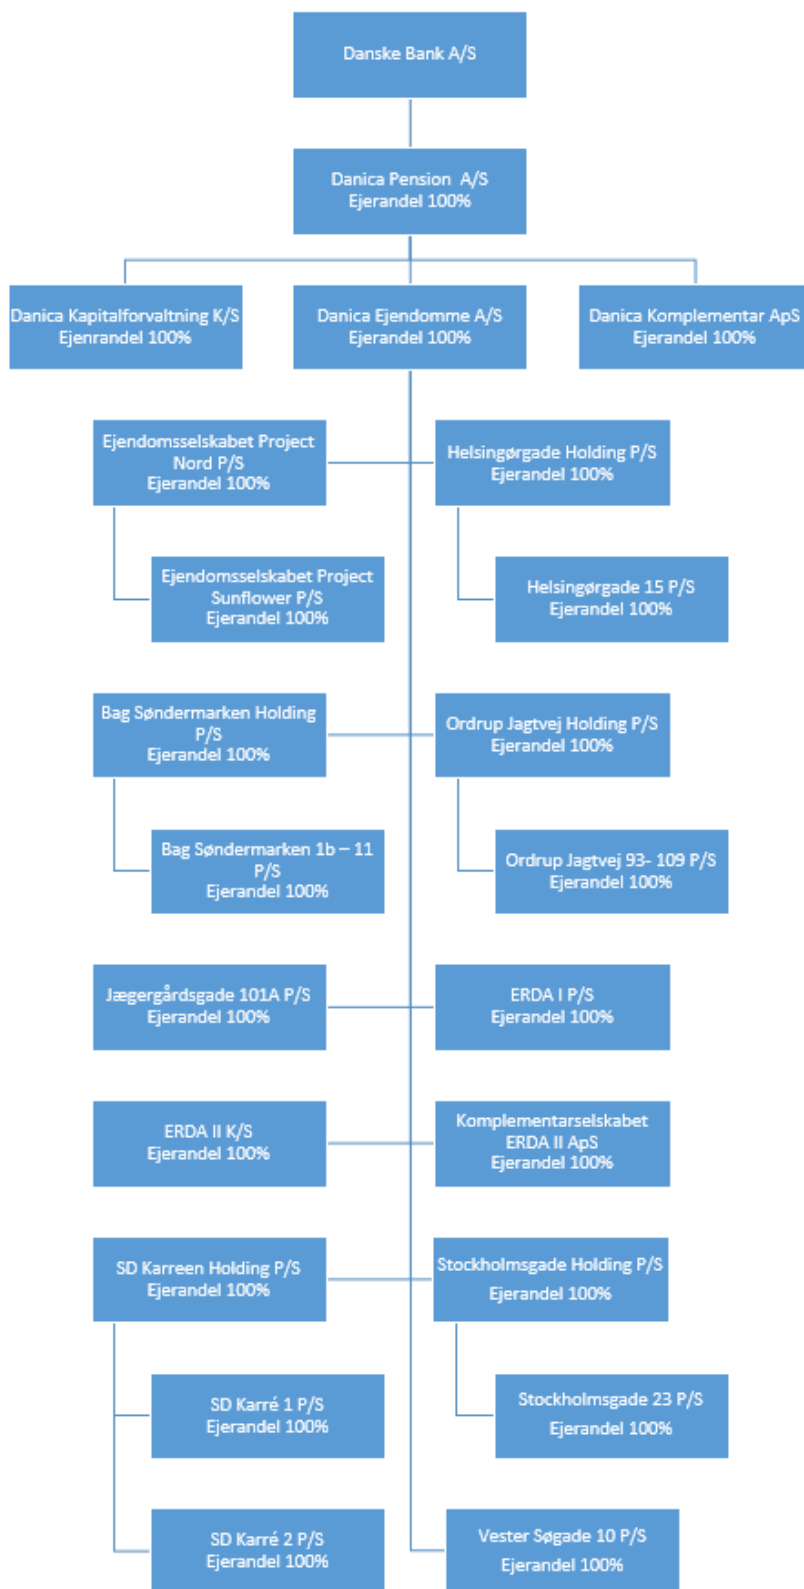 Danske Bank A/S
Danica Pension A/S
Ejerandel 100%
Danica Kapitalforvaltning K/S
Ejenrandel 100%
Danica Ejendomme A/S
Ejerandel 100%
Danica Komplementar ApS
Ejerandel 100%
Ejendomsselskabet Project
Nord P/S
Ejerandel 100%
Helsingørgade Holding P/S
Ejerandel 100%
Ejendomsselskabet Project
Sunflower P/S
Ejerandel 100%
Helsingørgade 15 P/S
Ejerandel 100%
Bag Søndermarken Holding
P/S
Ejerandel 100%
Ordrup Jagtvej Holding P/S
Ejerandel 100%
Bag Søndermarken 1b – 11
P/S
Ejerandel 100%
Ordrup Jagtvej 93- 109 P/S
Ejerandel 100%
Jægergårdsgade 101A P/S
Ejerandel 100%
ERDA I P/S
Ejerandel 100%
ERDA II K/S
Ejerandel 100%
Komplementarselskabet
ERDA II ApS
Ejerandel 100%
SD Karreen Holding P/S
Ejerandel 100%
Stockholmsgade Holding P/S
Ejerandel 100%
SD Karré 1 P/S
Ejerandel 100%
Stockholmsgade 23 P/S
Ejerandel 100%
SD Karré 2 P/S
Ejerandel 100%
Vester Søgade 10 P/S
Ejerandel 100%